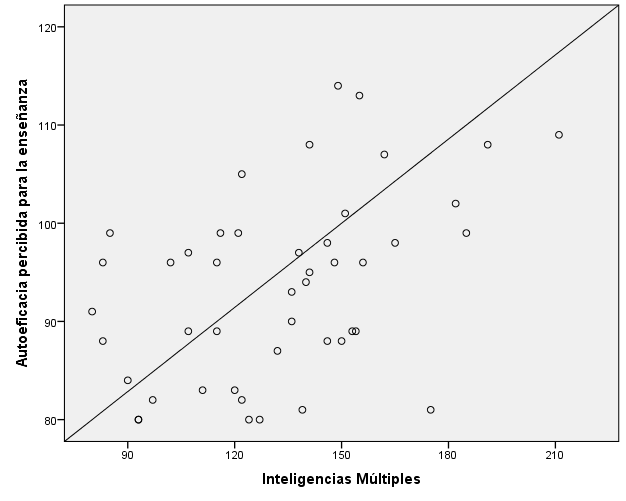 120
110
100
90
80
Autoeficacia percibida para la enseñanza
90 120 150 180 210
Inteligencias Múltiples